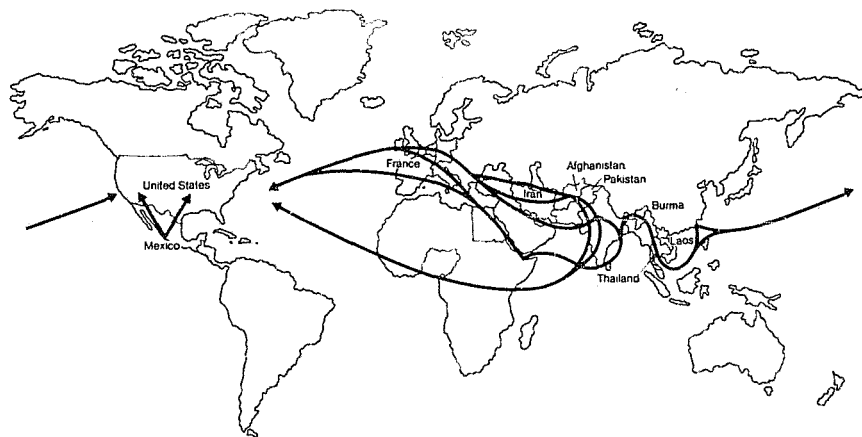 United States
Mexico
France
Iran
Afghanistan
Pakistan
Burma
Laos
Thailand